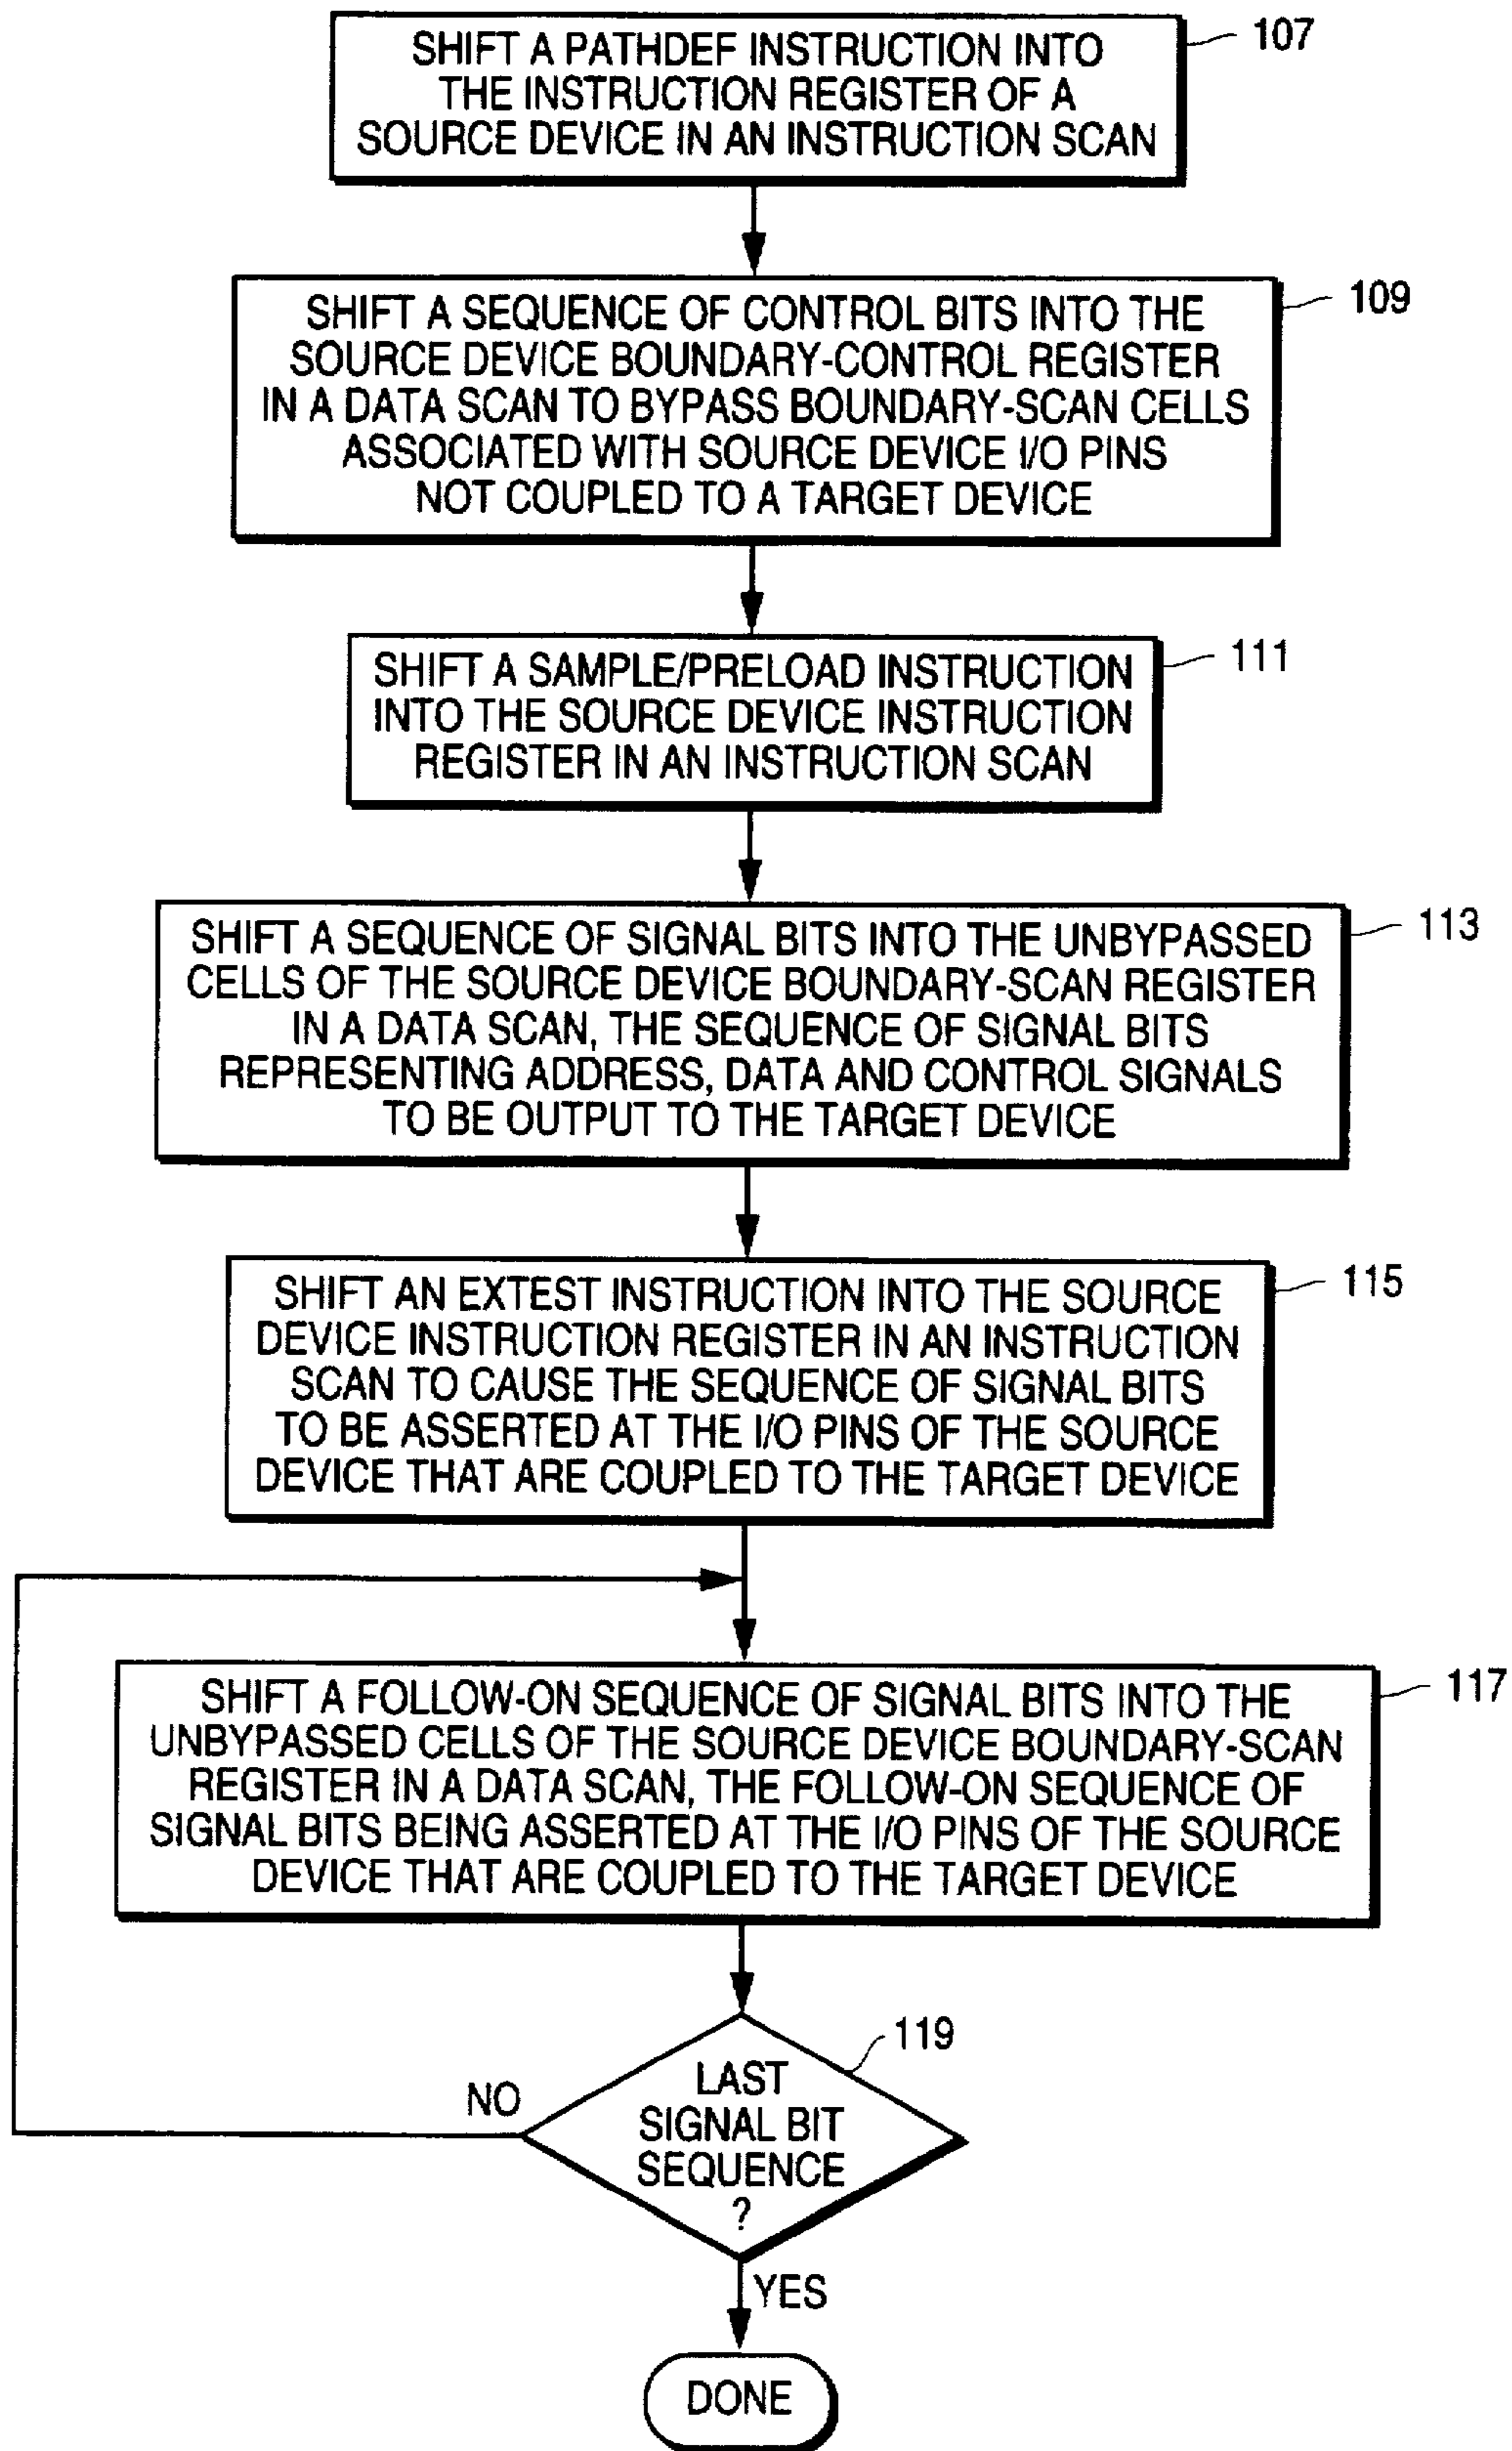 SHIFT A PATHDEF INSTRUCTION INTO
THE INSTRUCTION REGISTER OF A
SOURCE DEVICE IN AN INSTRUCTION SCAN
107
SHIFT A SEQUENCE OF CONTROL BITS INTO THE
SOURCE DEVICE BOUNDARY-CONTROL REGISTER
IN A DATA SCAN TO BYPASS BOUNDARY-SCAN CELLS
ASSOCIATED WITH SOURCE DEVICE I/O PINS
NOT COUPLED TO A TARGET DEVICE
109
SHIFT A SAMPLE/PRELOAD INSTRUCTION
INTO THE SOURCE DEVICE INSTRUCTION
REGISTER IN AN INSTRUCTION SCAN
111
SHIFT A SEQUENCE OF SIGNAL BITS INTO THE UNBYPASSED
CELLS OF THE SOURCE DEVICE BOUNDARY-SCAN REGISTER
IN A DATA SCAN, THE SEQUENCE OF SIGNAL BITS
REPRESENTING ADDRESS, DATA AND CONTROL SIGNALS
TO BE OUTPUT TO THE TARGET DEVICE
113
SHIFT AN EXTEST INSTRUCTION INTO THE SOURCE
DEVICE INSTRUCTION REGISTER IN AN INSTRUCTION
SCAN TO CAUSE THE SEQUENCE OF SIGNAL BITS
TO BE ASSERTED AT THE I/O PINS OF THE SOURCE
DEVICE THAT ARE COUPLED TO THE TARGET DEVICE
115
SHIFT A FOLLOW-ON SEQUENCE OF SIGNAL BITS INTO THE
UNBYPASSED CELLS OF THE SOURCE DEVICE BOUNDARY-SCAN
REGISTER IN A DATA SCAN, THE FOLLOW-ON SEQUENCE OF
SIGNAL BITS BEING ASSERTED AT THE I/O PINS OF THE SOURCE
DEVICE THAT ARE COUPLED TO THE TARGET DEVICE
117
119
LAST
SIGNAL BIT
SEQUENCE
?
NO
YES
DONE